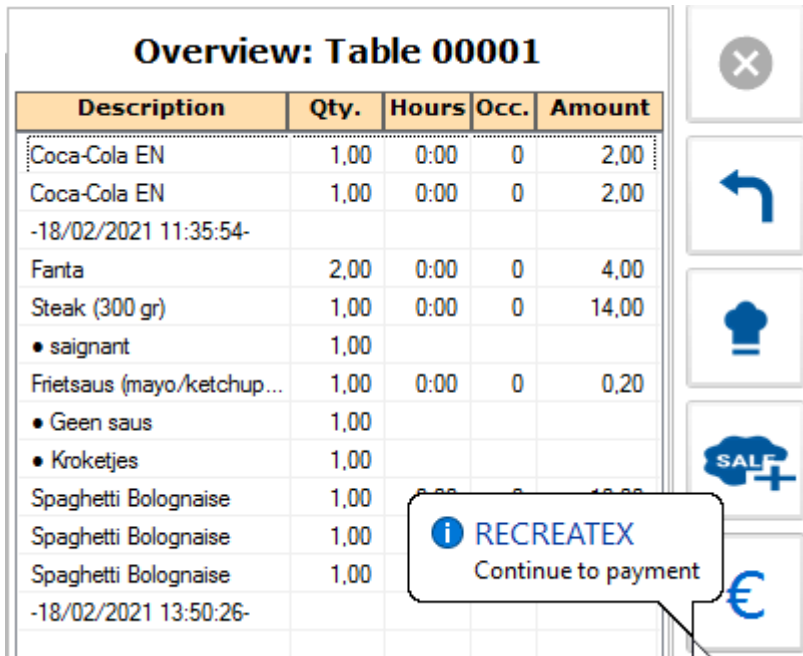 Overview: Table 00001
Description Qty. Hours Occ. Amount
Coca-Cola EN 1,00 0:00 0 2,00
Coca-Cola EN 1,00 0:00 0 2,00
-18/02/2021 11:35:54-
Fanta 2,00 0:00 0 4,00
Steak (300 gr) 1,00 0:00 0 14,00
● saignant 1,00
Frietsaus (mayo/ketchup... 1,00 0:00 0 0,20
● Geen saus 1,00
● Kroketjes 1,00
SALE
Spaghetti Bolognaise 1,00
Spaghetti Bolognaise 1,00
Spaghetti Bolognaise 1,00
-18/02/2021 13:50:26-
RECREATEX
Continue to payment
€